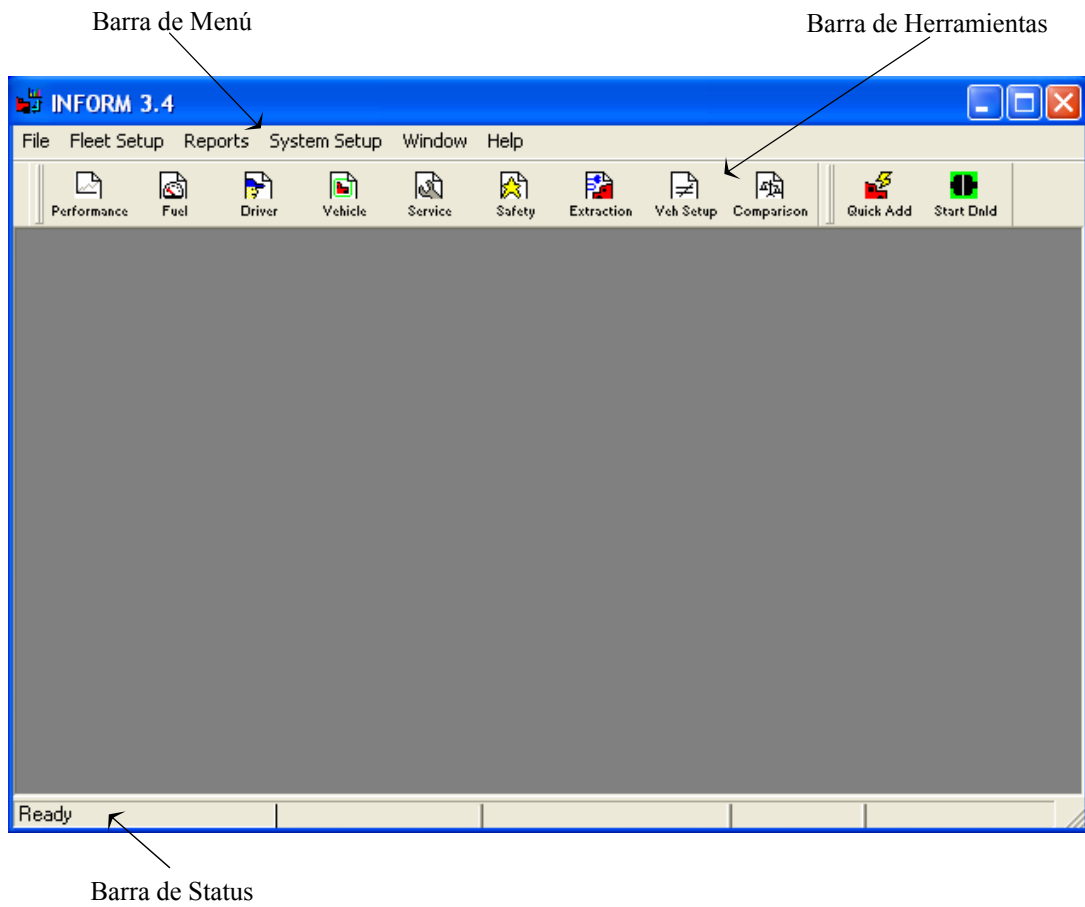 Barra de Menú
Barra de Herramientas
INFORM 3.4
File Fleet Setup Reports System Setup Window Help
Performance Fuel Driver Vehicle Service Safety Extraction Veh Setup Comparison Quick Add Start Dnld
Ready
Barra de Status